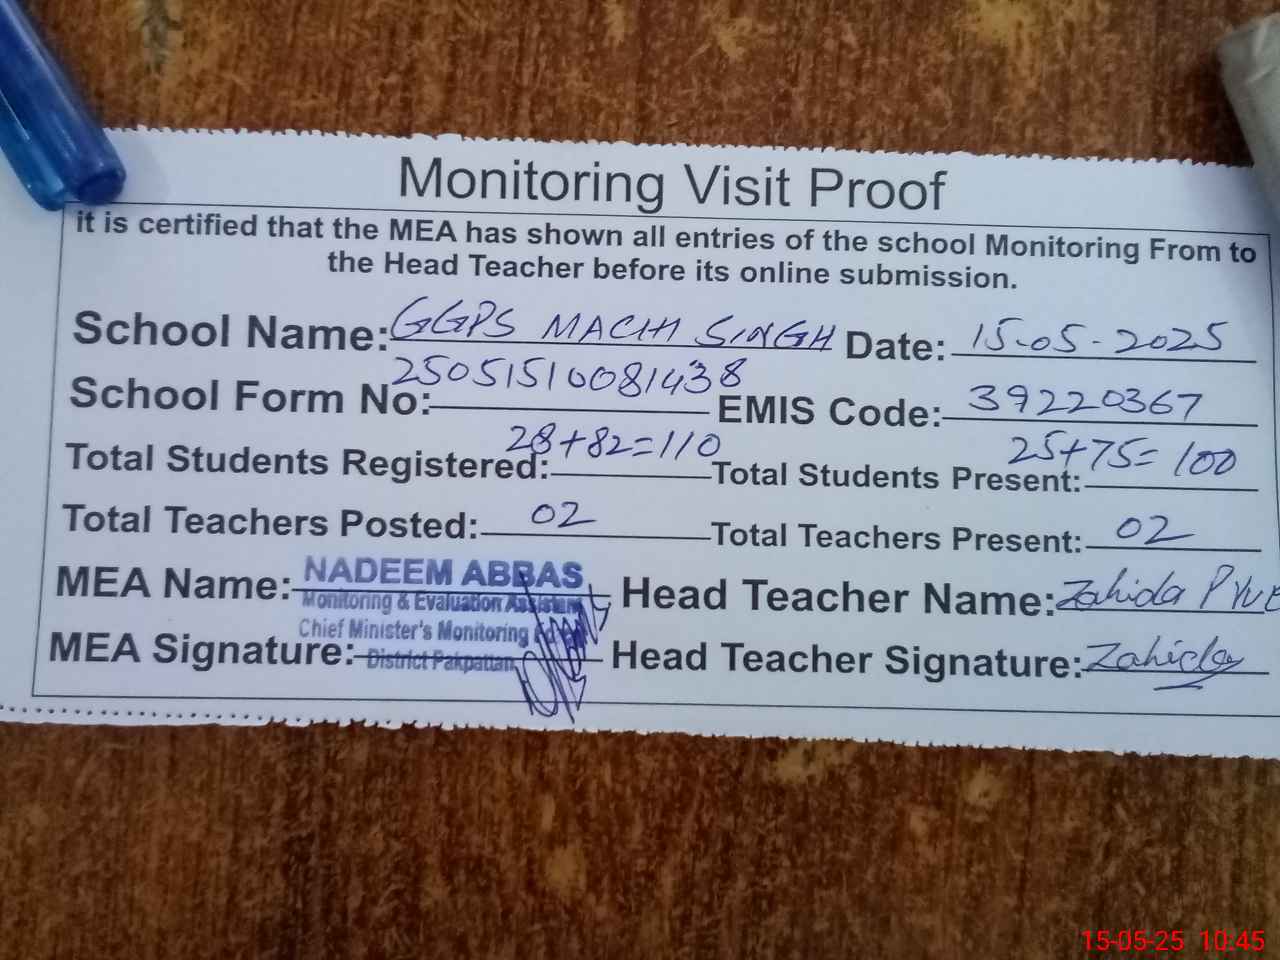 Monitoring Visit Proof
it is certified that the MEA has shown all entries of the school Monitoring From to
the Head Teacher before its online submission.
School Name: GGPS MACHI SINGH Date: 15-05-2025
School Form No: 25051510081438 EMIS Code: 39220367
Total Students Registered: 28+82=110 Total Students Present: 25+75=100
Total Teachers Posted: 02 Total Teachers Present: 02
MEA Name: NADEEM ABBAS Head Teacher Name: Zahida
Monitoring & Evaluation Assistant
Chief Minister's Monitoring
MEA Signature: District Pakpattan Head Teacher Signature: Zahida
15-05-25 10:45